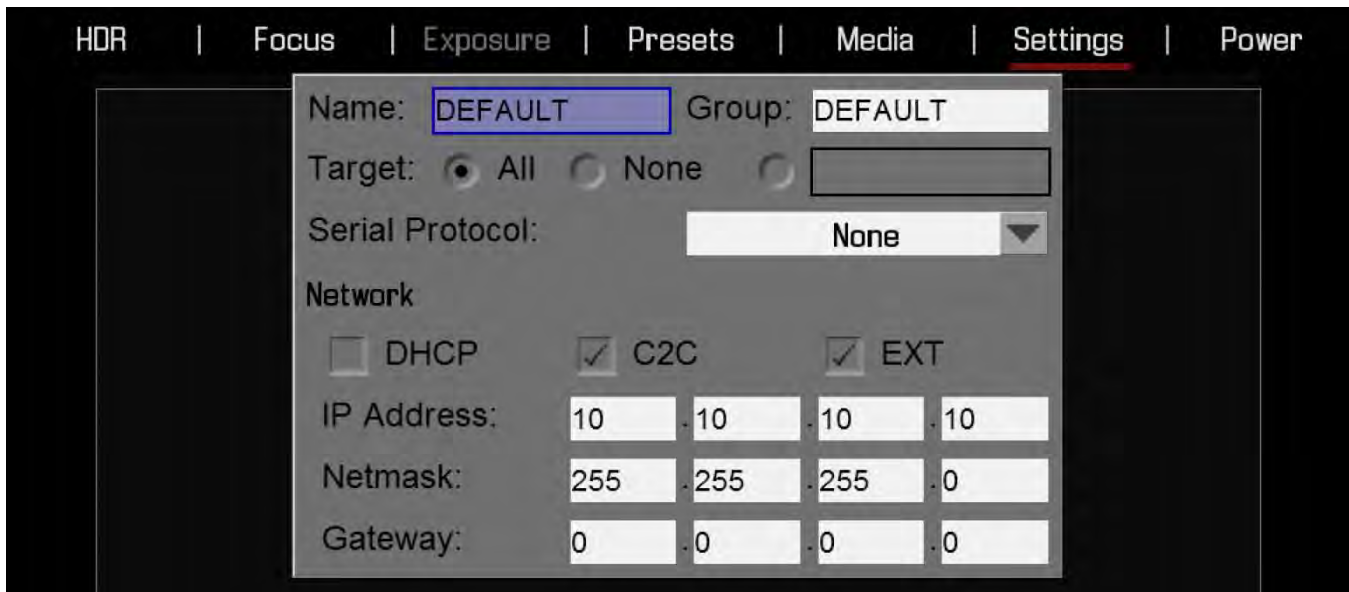 HDR | Focus | Exposure | Presets | Media | Settings | Power
Name: DEFAULT Group: DEFAULT
Target: All None
Serial Protocol: None
Network
DHCP C2C EXT
IP Address: 10 . 10 . 10 . 10
Netmask: 255 . 255 . 255 . 0
Gateway: 0 . 0 . 0 . 0